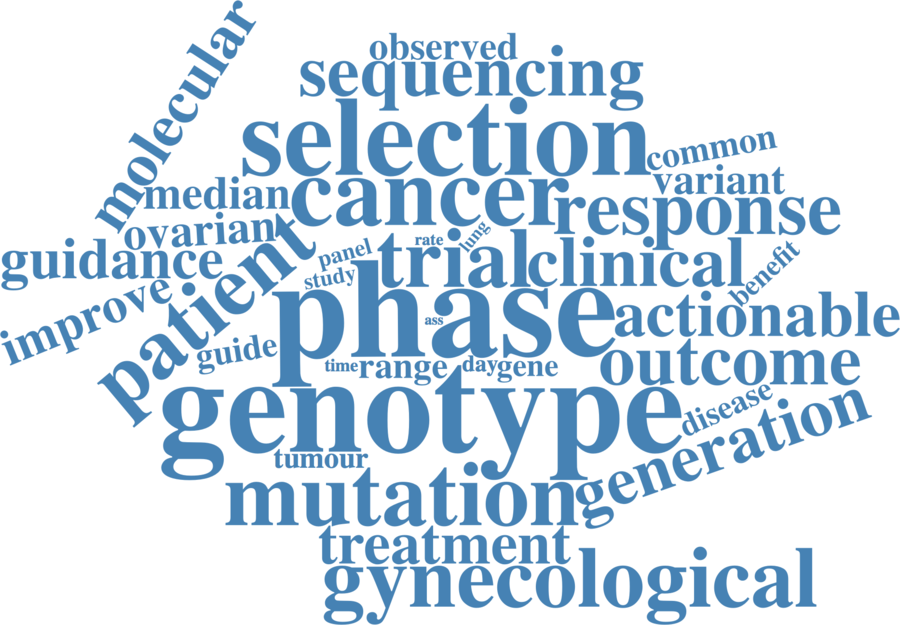 molecular
observed
sequencing
selection
common
variant
median
cancer
response
ovarian
guidance
patient
panel
rate
lung
trial
clinical
study
benefit
improve
phase
ass
actionable
guide
time
range
day
gene
outcome
genotype
disease
generation
tumour
mutation
treatment
gynecological